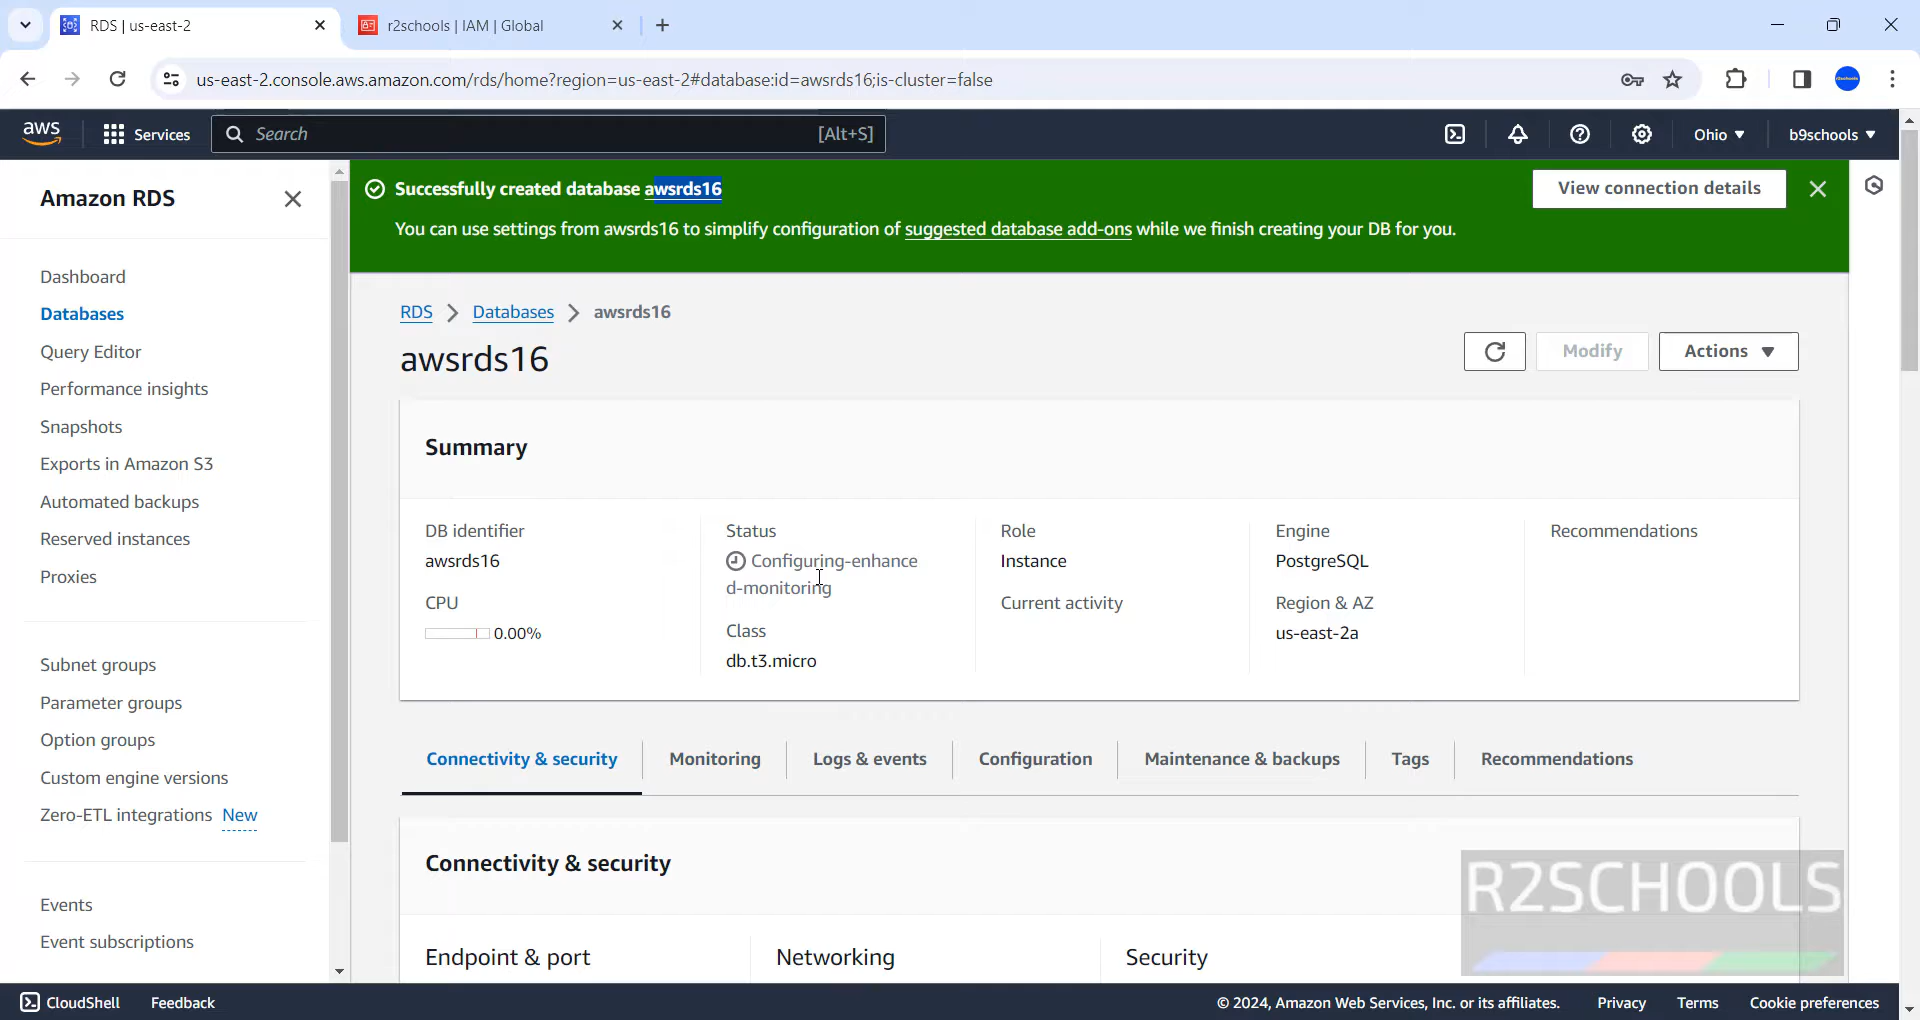 RDS | us-east-2
r2schools | IAM | Global
us-east-2.console.aws.amazon.com/rds/home?region=us-east-2#database:id=awsrds16;is-cluster=false
aws
Services
Search
[Alt+S]
Ohio
b9schools
Amazon RDS
Dashboard
Databases
Query Editor
Performance insights
Snapshots
Exports in Amazon S3
Automated backups
Reserved instances
Proxies
Subnet groups
Parameter groups
Option groups
Custom engine versions
Zero-ETL integrations New
Events
Event subscriptions
Successfully created database awsrds16
You can use settings from awsrds16 to simplify configuration of suggested database add-ons while we finish creating your DB for you.
View connection details
RDS
Databases
awsrds16
awsrds16
Modify
Actions
Summary
DB identifier
awsrds16
CPU
0.00%
Status
Configuring-enhance
d-monitoring
Class
db.t3.micro
Role
Instance
Current activity
Engine
PostgreSQL
Region & AZ
us-east-2a
Recommendations
Connectivity & security
Monitoring
Logs & events
Configuration
Maintenance & backups
Tags
Recommendations
Connectivity & security
Endpoint & port
Networking
Security
R2SCHOOLS
CloudShell
Feedback
© 2024, Amazon Web Services, Inc. or its affiliates.
Privacy
Terms
Cookie preferences